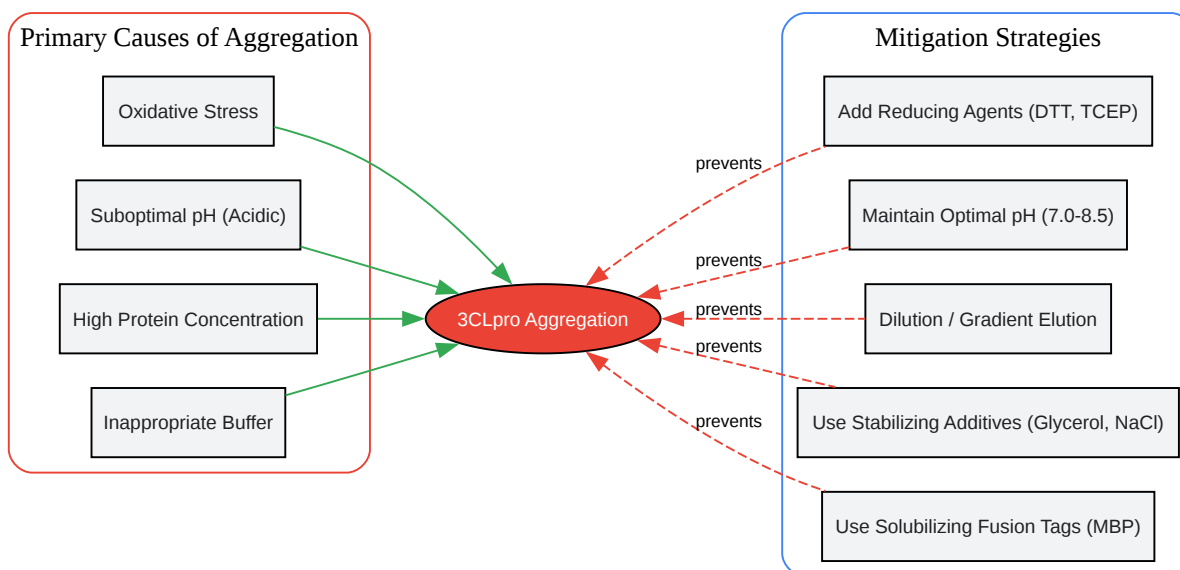 Primary Causes of Aggregation
Oxidative Stress
Suboptimal pH (Acidic)
High Protein Concentration
Inappropriate Buffer
3CLpro Aggregation
prevents
prevents
prevents
prevents
prevents
Mitigation Strategies
Add Reducing Agents (DTT, TCEP)
Maintain Optimal pH (7.0-8.5)
Dilution / Gradient Elution
Use Stabilizing Additives (Glycerol, NaCl)
Use Solubilizing Fusion Tags (MBP)